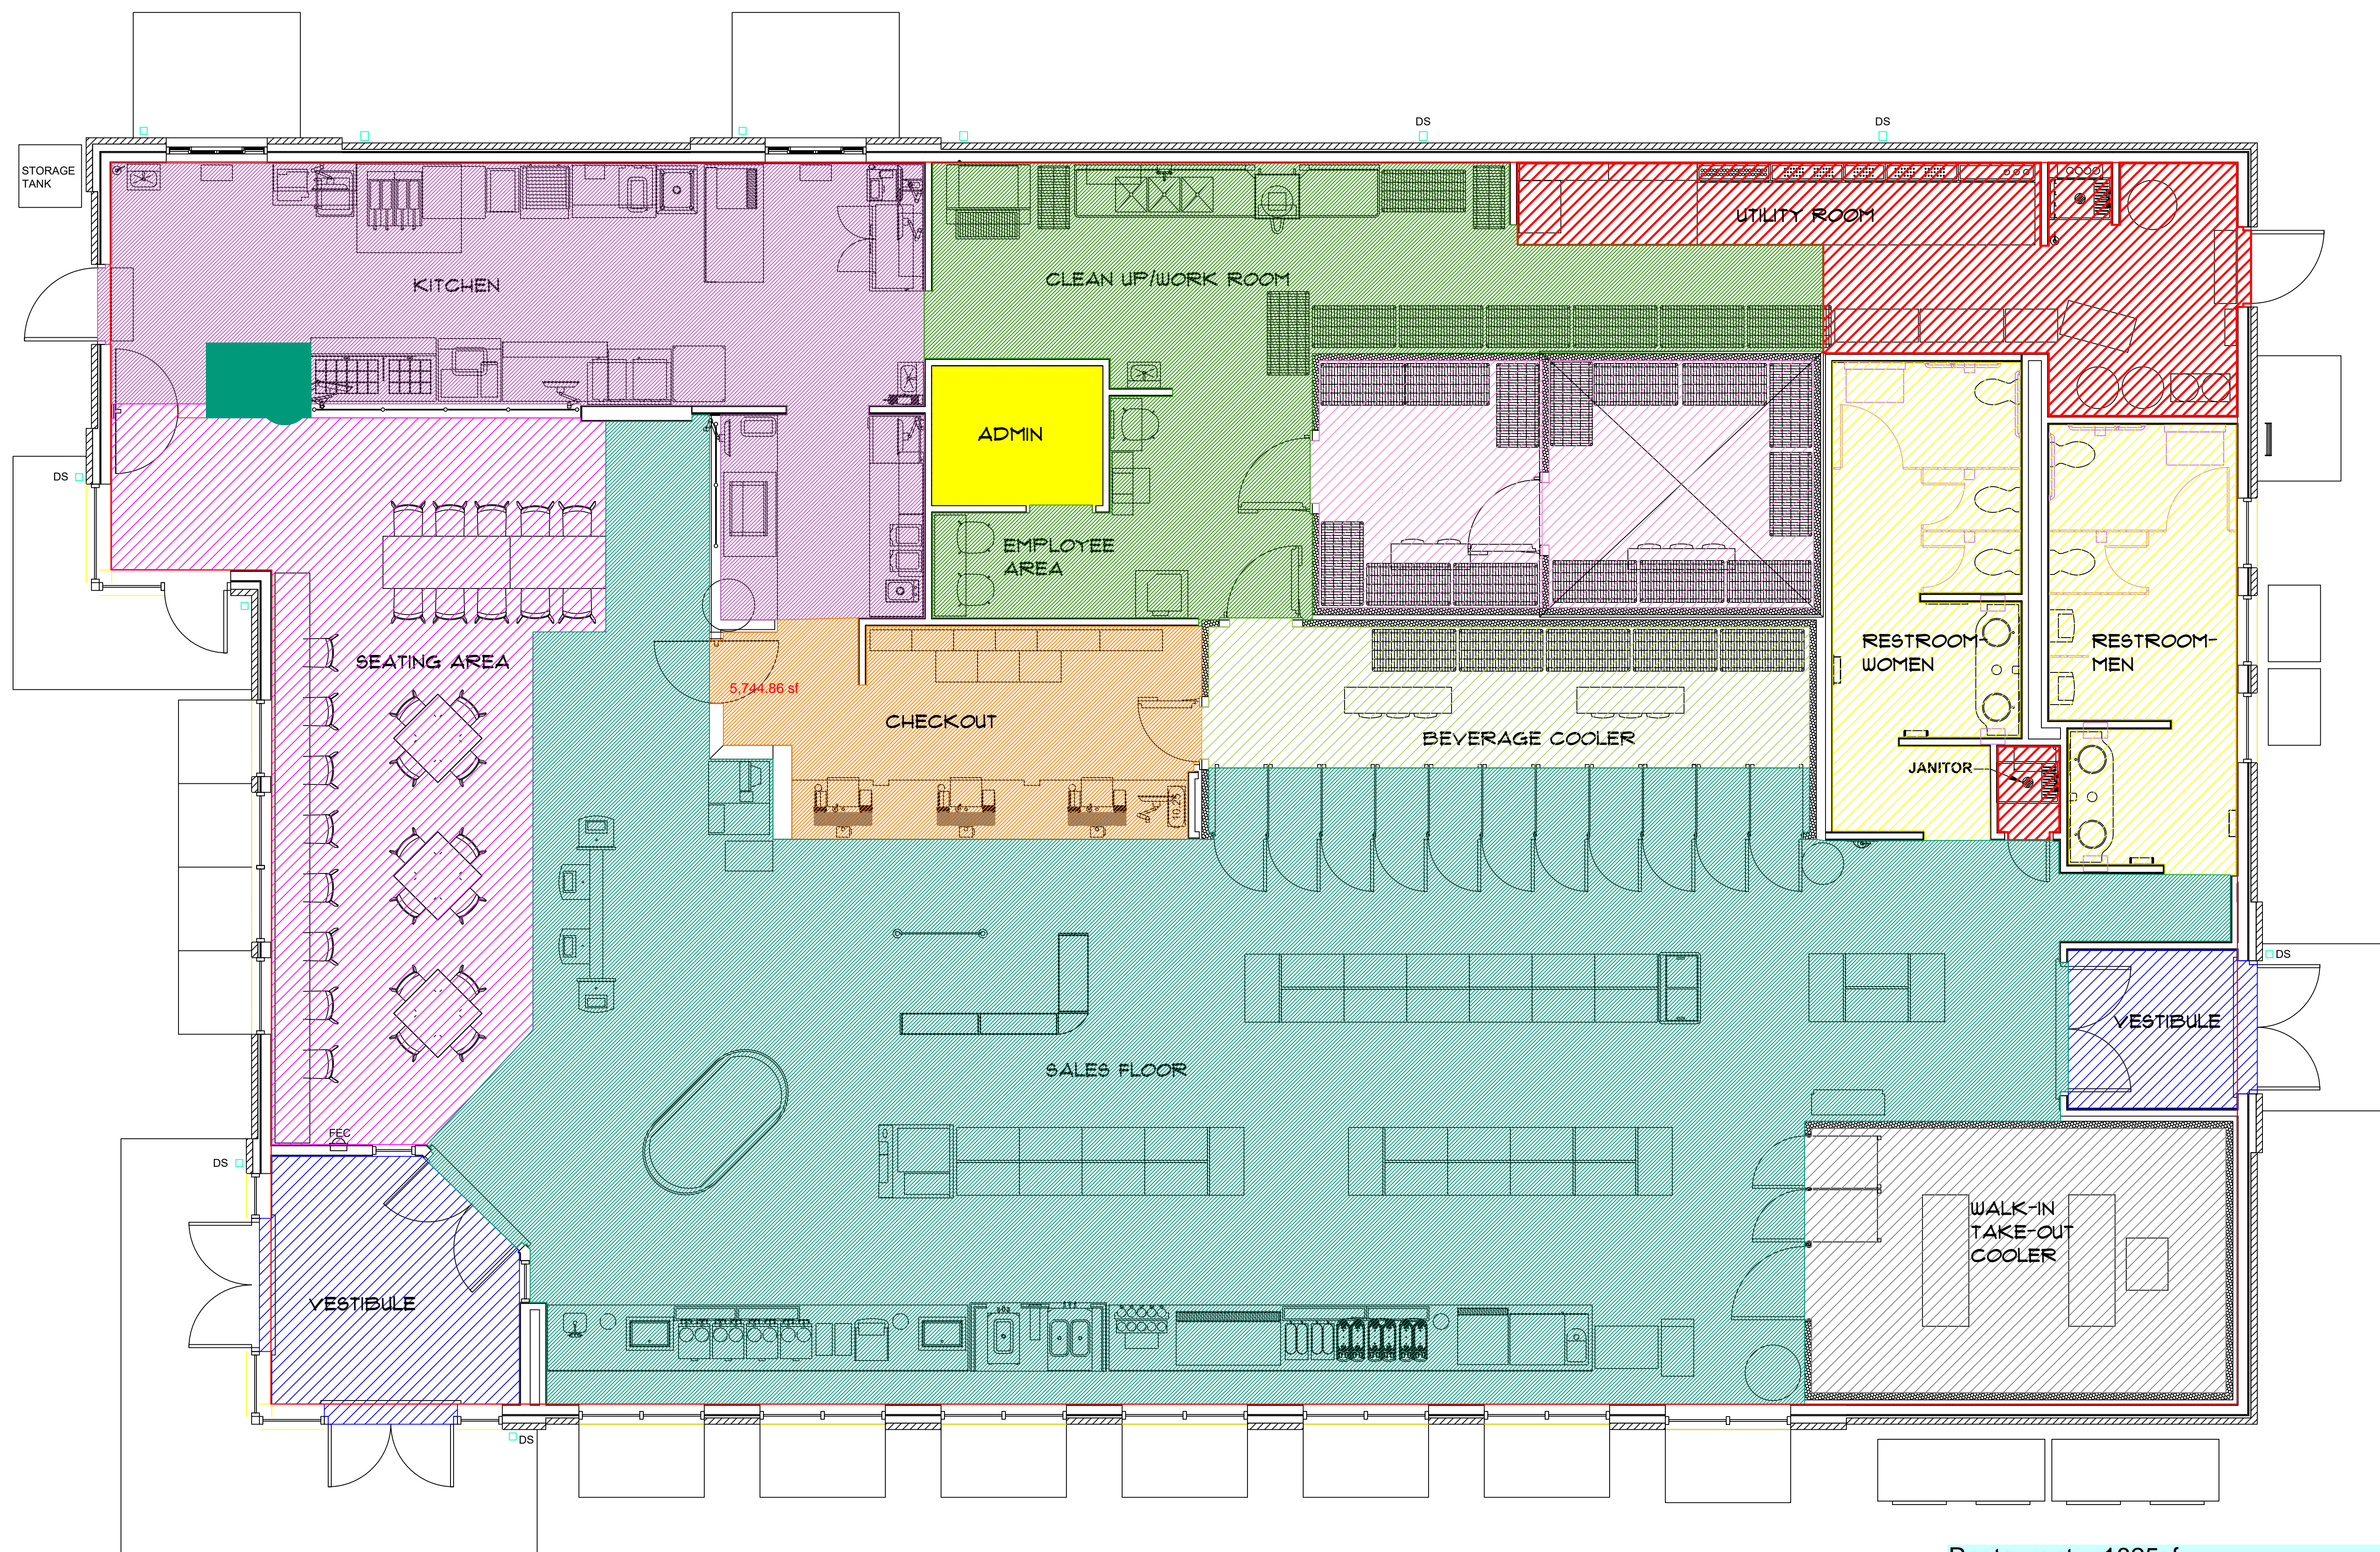 DS
DS
STORAGE
TANK
UTILITY ROOM
CLEAN UP/WORK ROOM
KITCHEN
ADMIN
DS
EMPLOYEE
AREA
RESTROOM-
WOMEN
RESTROOM-
MEN
SEATING AREA
5,744.86 sf
CHECKOUT
BEVERAGE COOLER
JANITOR
DS
VESTIBULE
SALES FLOOR
FEC
DS
WALK-IN
TAKE-OUT
COOLER
VESTIBULE
DS